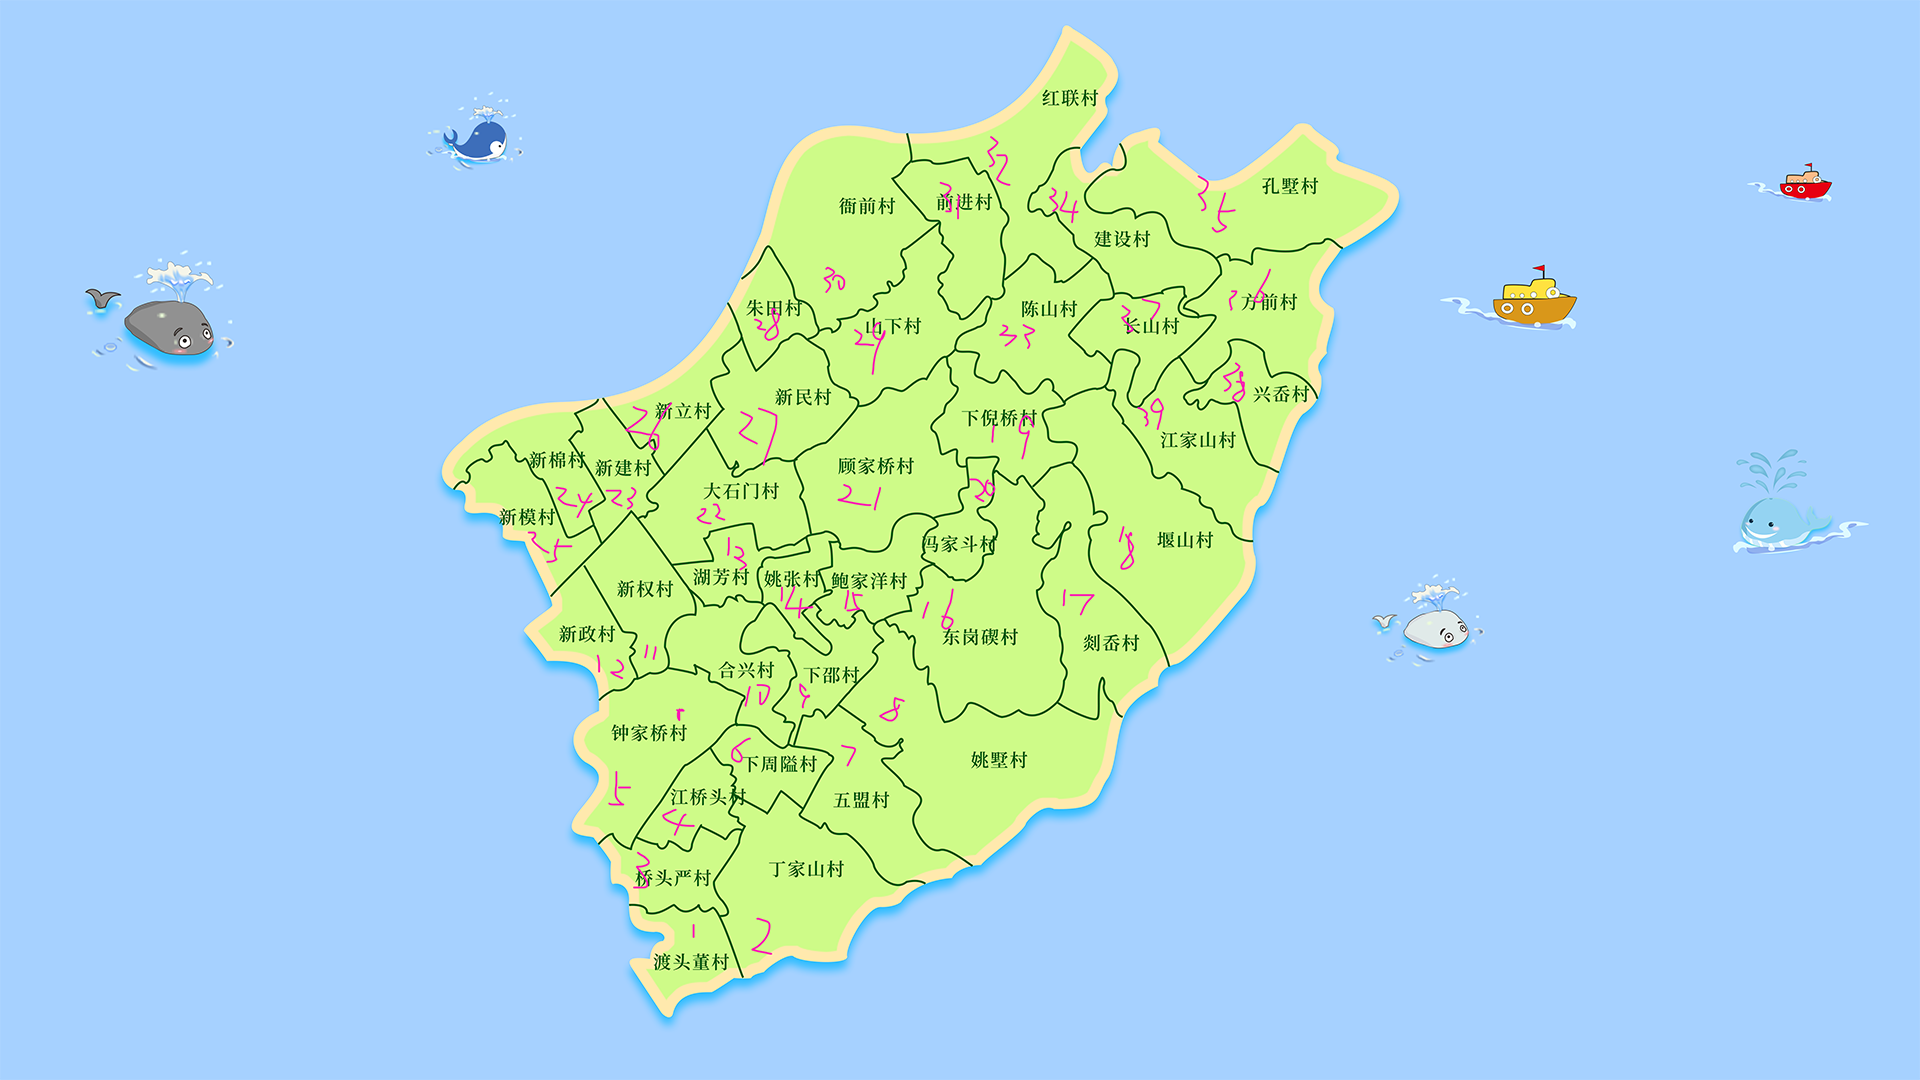 红联村
32
孔墅村
35
前进村
31
衙前村
34
建设村
30
方前村
36
朱田村
28
陈山村
33
长山村
37
山下村
29
新民村
27
兴岙村
38
新立村
26
下倪桥村
19
39
江家山村
新棉村
24
新建村
23
顾家桥村
21
大石门村
22
20
新模村
25
冯家斗村
堰山村
18
13
湖芳村
姚张村
14
鲍家洋村
15
新权村
11
16
东岗碶村
17
剡岙村
新政村
12
合兴村
10
下邵村
9
8
钟家桥村
5
6
下周隘村
7
姚墅村
江桥头村
4
五盟村
3
桥头严村
丁家山村
2
1
渡头董村